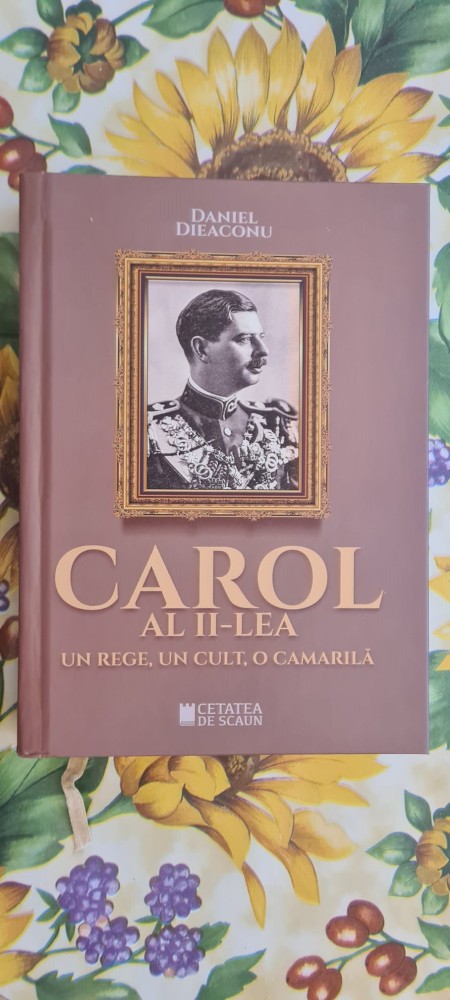 DANIEL
DIEACONU
CAROL
AL II-LEA
UN REGE, UN CULT, O CAMARILĂ
CETATEA
DE SCAUN